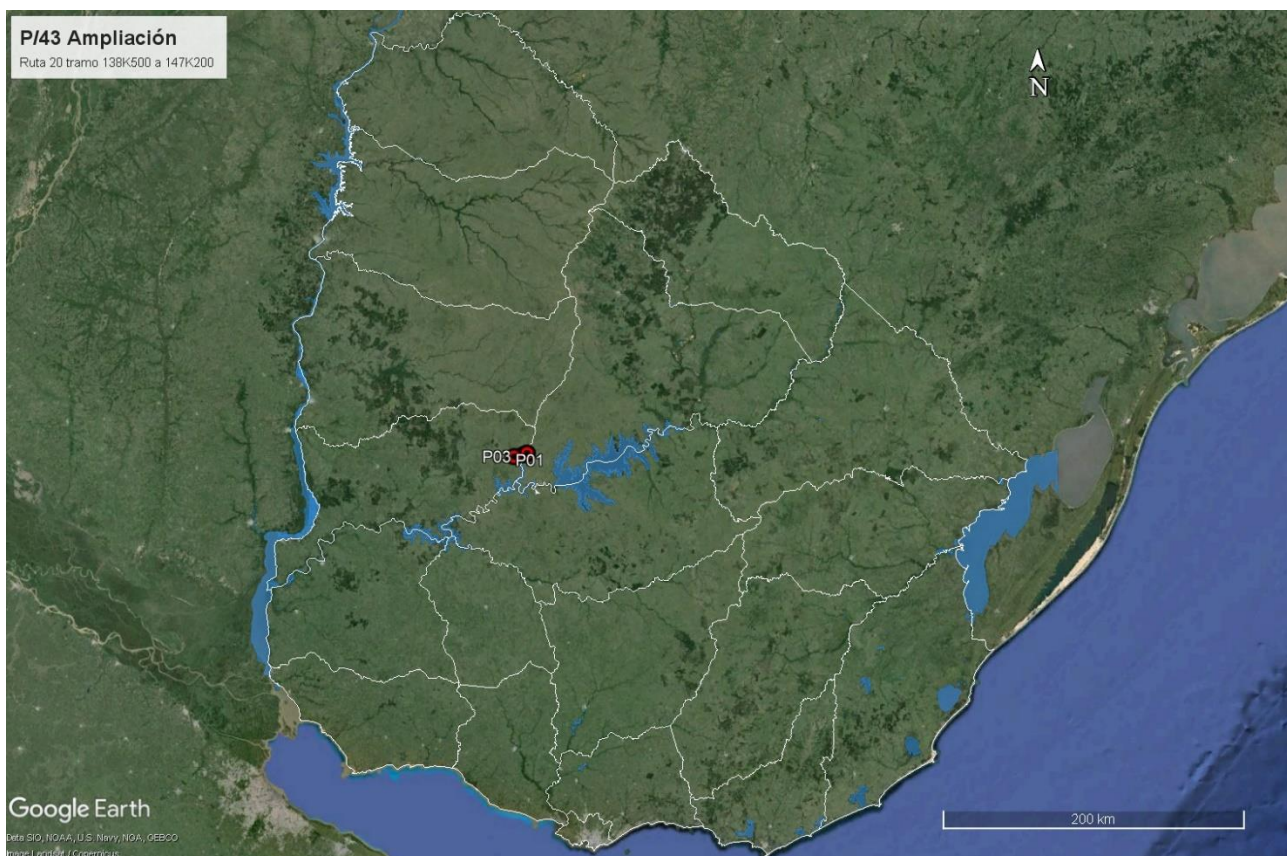 P/43 Ampliación
Ruta 20 tramo 138K500 a 147K200
N
P03
P01
Google Earth
200 km
Data SIO, NOAA, U.S. Navy, NGA, GEBCO
Image Landsat / Copernicus